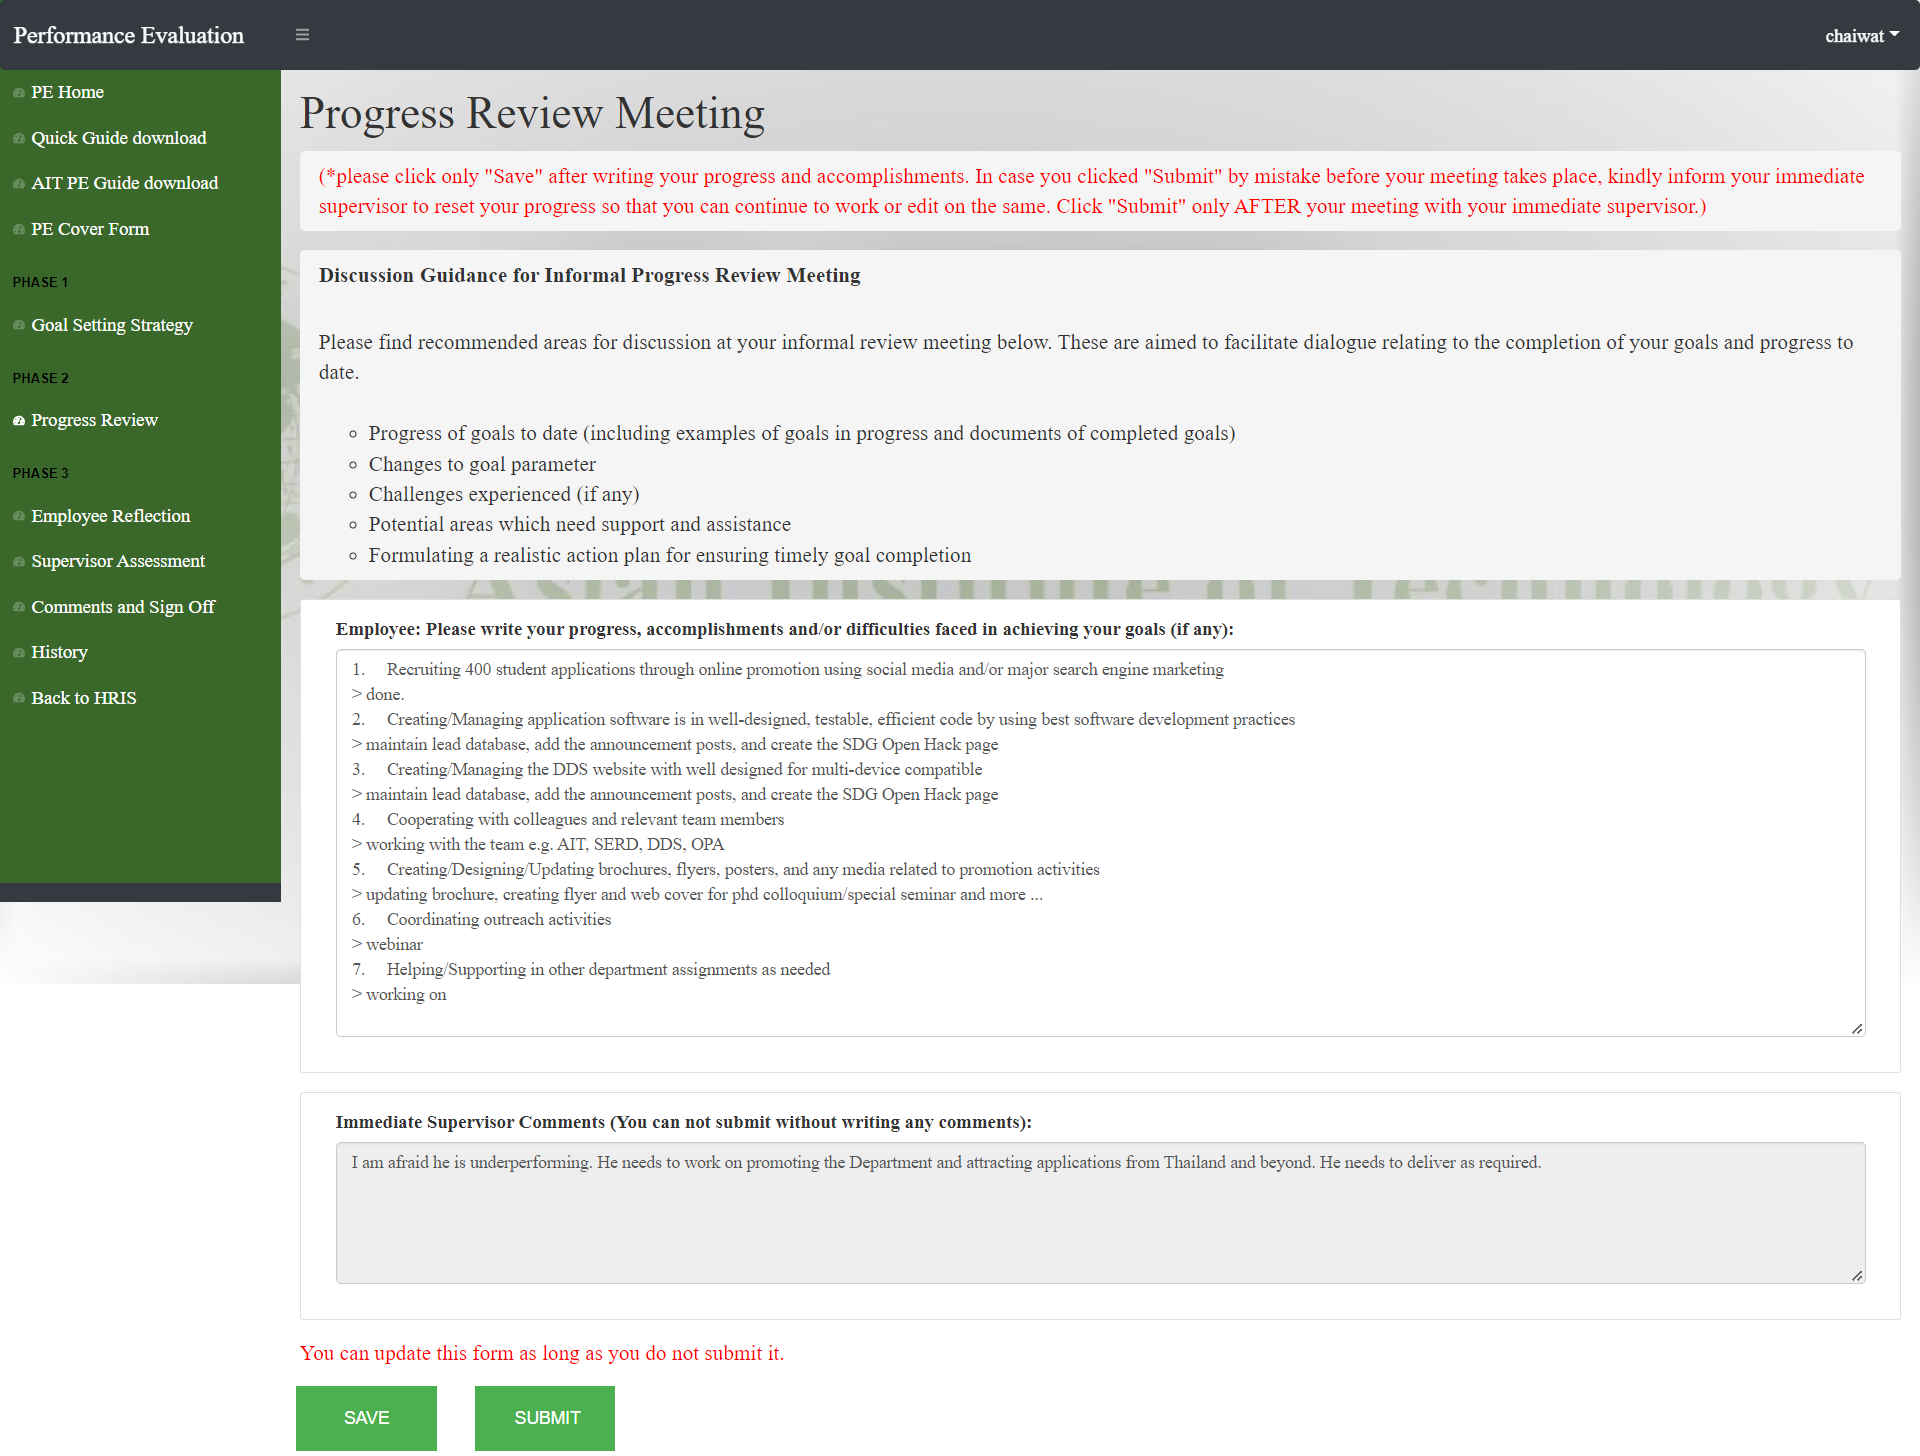 Performance Evaluation
chaiwat
PE Home
Quick Guide download
AIT PE Guide download
PE Cover Form
PHASE 1
Goal Setting Strategy
PHASE 2
Progress Review
PHASE 3
Employee Reflection
Supervisor Assessment
Comments and Sign Off
History
Back to HRIS
Progress Review Meeting
(*please click only "Save" after writing your progress and accomplishments. In case you clicked "Submit" by mistake before your meeting takes place, kindly inform your immediate
supervisor to reset your progress so that you can continue to work or edit on the same. Click "Submit" only AFTER your meeting with your immediate supervisor.)
Discussion Guidance for Informal Progress Review Meeting
Please find recommended areas for discussion at your informal review meeting below. These are aimed to facilitate dialogue relating to the completion of your goals and progress to
date.
Progress of goals to date (including examples of goals in progress and documents of completed goals)
Changes to goal parameter
Challenges experienced (if any)
Potential areas which need support and assistance
Formulating a realistic action plan for ensuring timely goal completion
Asian Institute of Technology
Employee: Please write your progress, accomplishments and/or difficulties faced in achieving your goals (if any):
1. Recruiting 400 student applications through online promotion using social media and/or major search engine marketing
> done.
2. Creating/Managing application software is in well-designed, testable, efficient code by using best software development practices
> maintain lead database, add the announcement posts, and create the SDG Open Hack page
3. Creating/Managing the DDS website with well designed for multi-device compatible
> maintain lead database, add the announcement posts, and create the SDG Open Hack page
4. Cooperating with colleagues and relevant team members
> working with the team e.g. AIT, SERD, DDS, OPA
5. Creating/Designing/Updating brochures, flyers, posters, and any media related to promotion activities
> updating brochure, creating flyer and web cover for phd colloquium/special seminar and more ...
6. Coordinating outreach activities
> webinar
7. Helping/Supporting in other department assignments as needed
> working on
Immediate Supervisor Comments (You can not submit without writing any comments):
I am afraid he is underperforming. He needs to work on promoting the Department and attracting applications from Thailand and beyond. He needs to deliver as required.
You can update this form as long as you do not submit it.
SAVE
SUBMIT